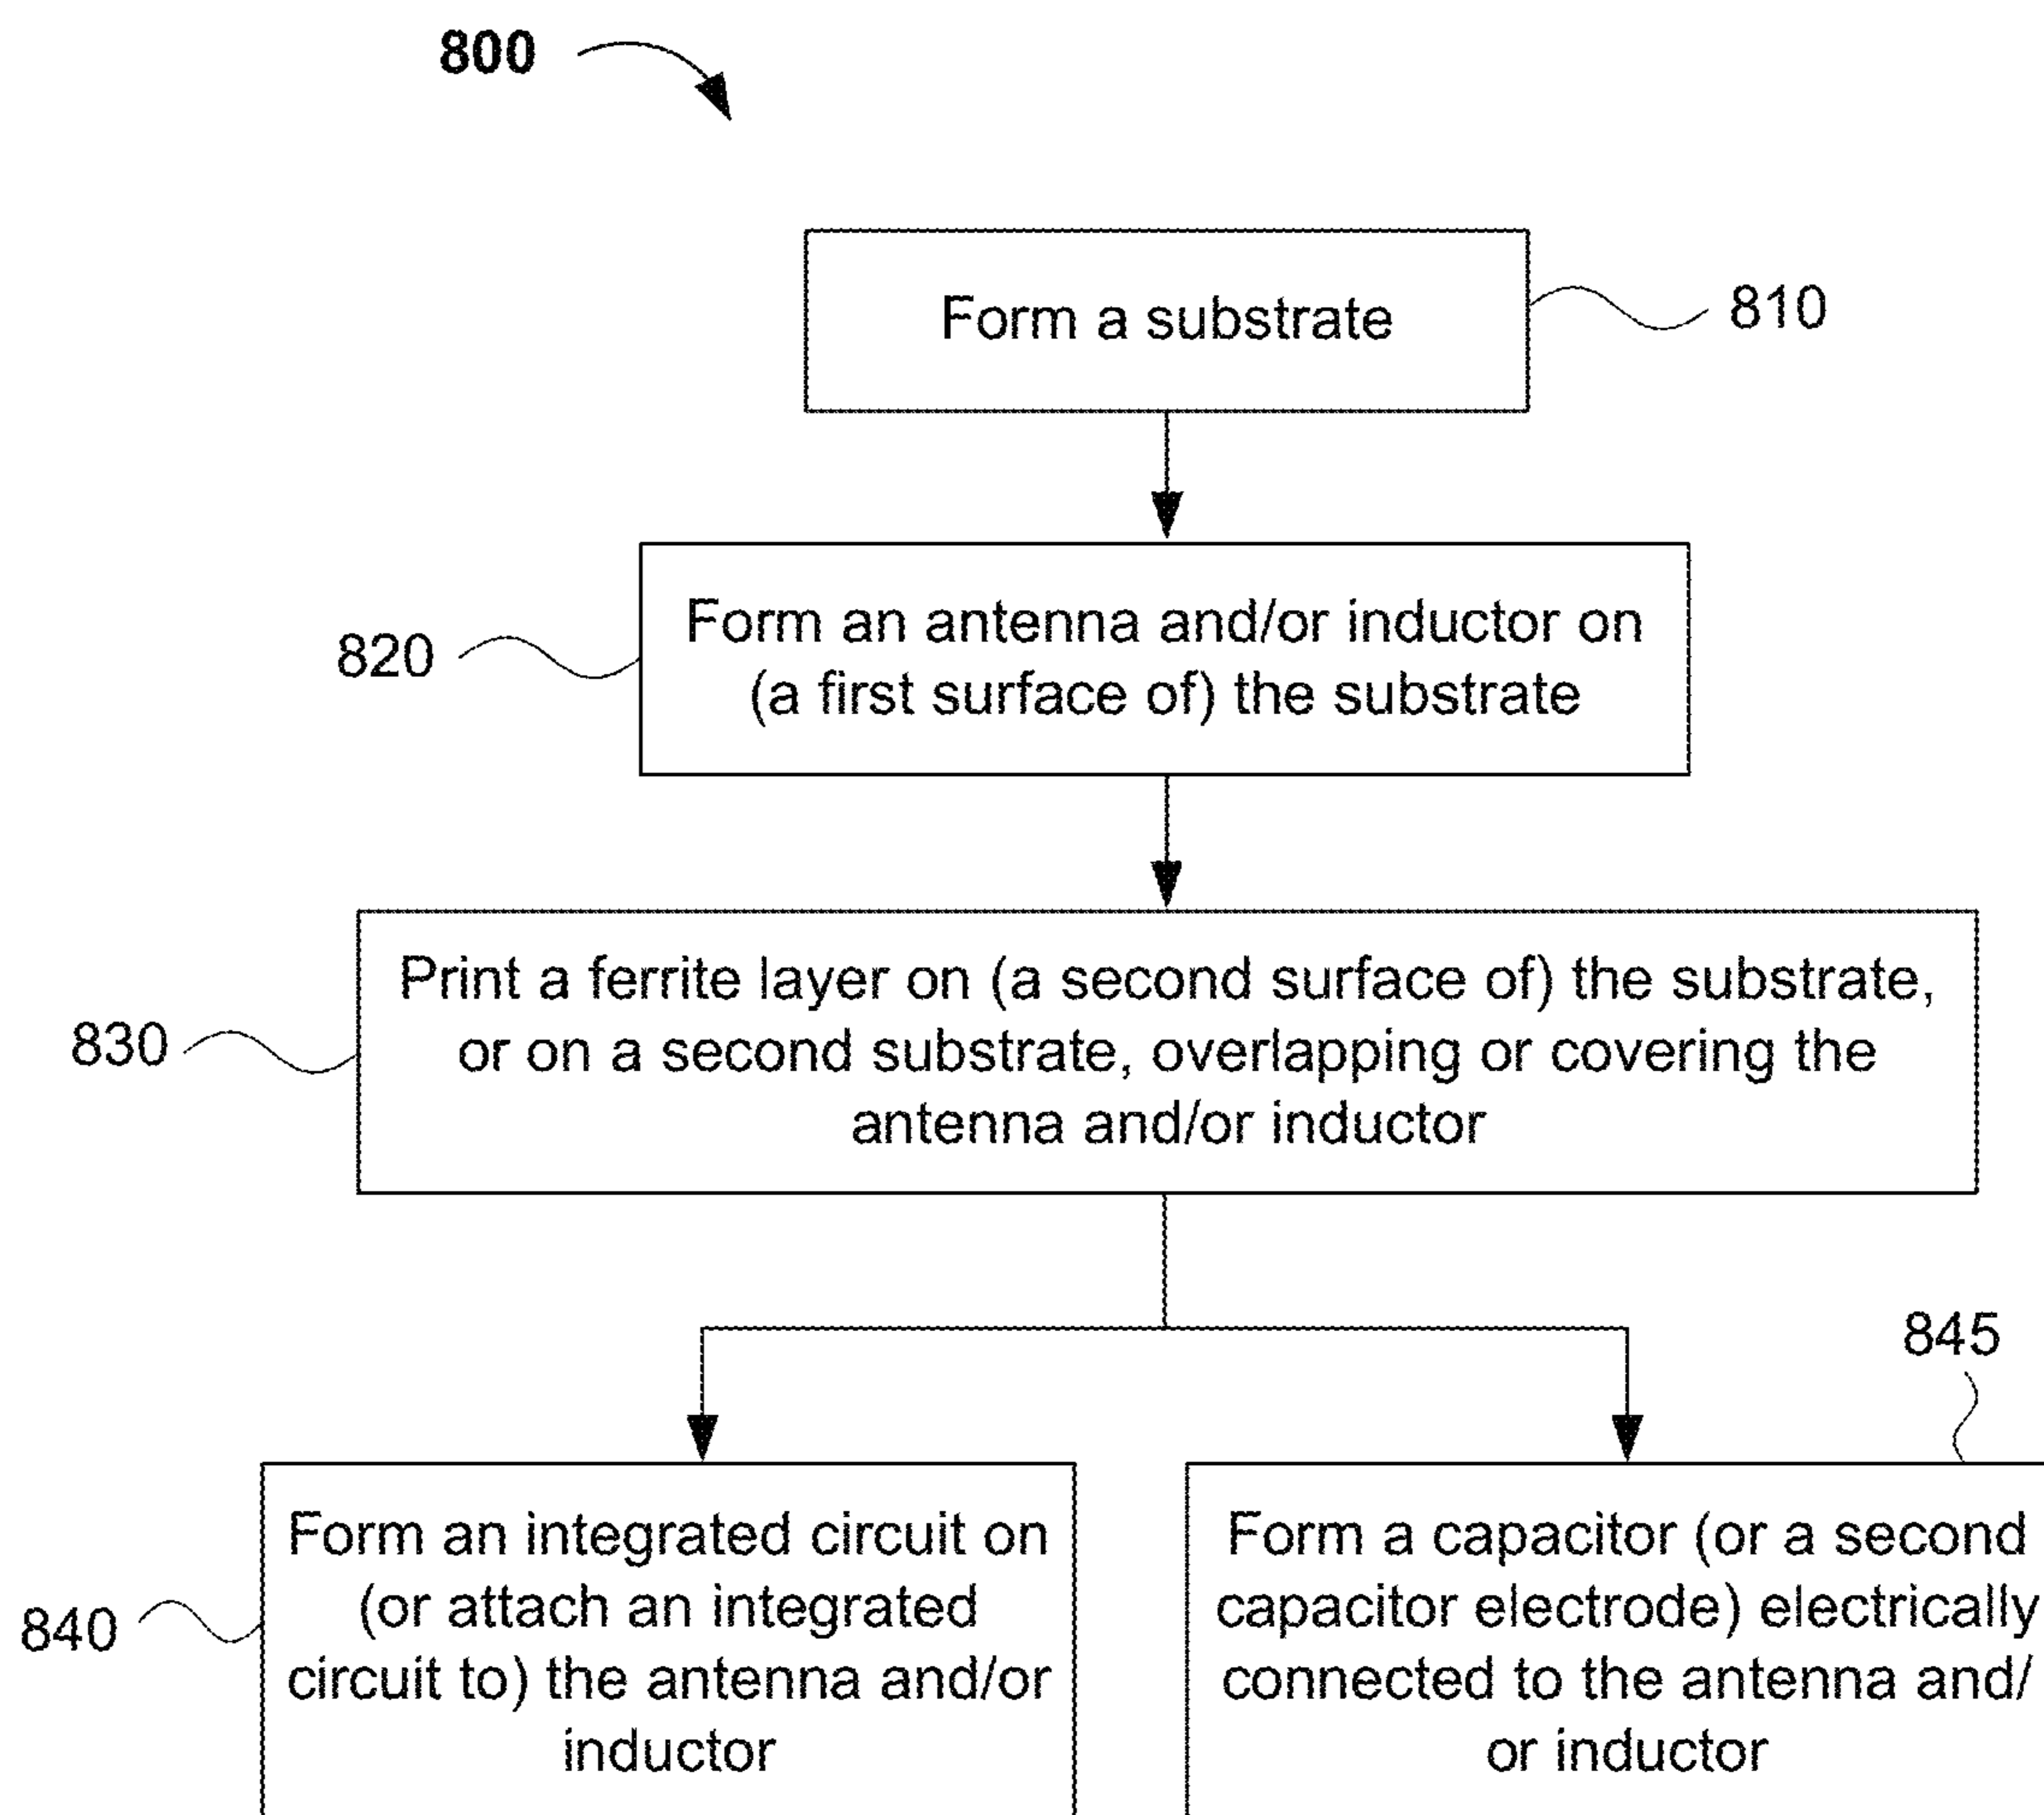 800
Form a substrate
810
Form an antenna and/or inductor on
(a first surface of) the substrate
820
Print a ferrite layer on (a second surface of) the substrate,
or on a second substrate, overlapping or covering the
antenna and/or inductor
830
845
Form an integrated circuit on
(or attach an integrated
circuit to) the antenna and/or
inductor
840
Form a capacitor (or a second
capacitor electrode) electrically
connected to the antenna and/
or inductor